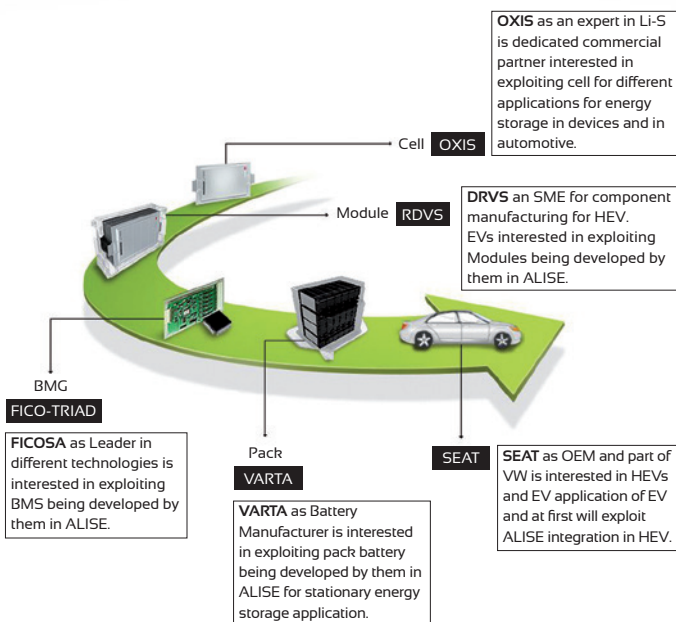 OXIS as an expert in Li-S
is dedicated commercial
partner interested in
exploiting cell for different
applications for energy
storage in devices and in
automotive.
Cell OXIS
Module RDVS
DRVS an SME for component
manufacturing for HEV.
EVs interested in exploiting
Modules being developed by
them in ALISE.
BMG
FICO-TRIAD
FICOSA as Leader in
different technologies is
interested in exploiting
BMS being developed by
them in ALISE.
Pack
VARTA
VARTA as Battery
Manufacturer is interested
in exploiting pack battery
being developed by them in
ALISE for stationary energy
storage application.
SEAT
SEAT as OEM and part of
VW is interested in HEVs
and EV application of EV
and at first will exploit
ALISE integration in HEV.